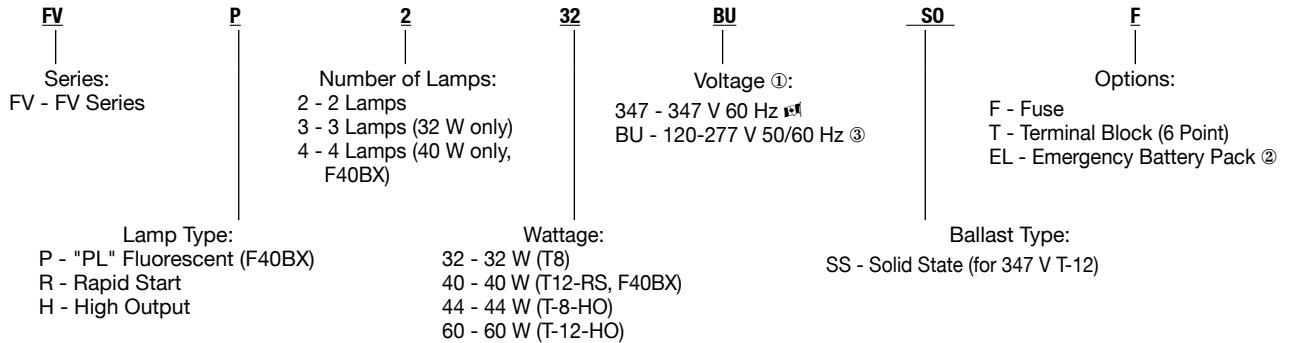 FV P 2 32 BU SO F
Series:
FV - FV Series
Number of Lamps:
2 - 2 Lamps
3 - 3 Lamps (32 W only)
4 - 4 Lamps (40 W only,
F40BX)
Voltage ①:
347 - 347 V 60 Hz
BU - 120-277 V 50/60 Hz ③
Options:
F - Fuse
T - Terminal Block (6 Point)
EL - Emergency Battery Pack ②
Lamp Type:
P - "PL" Fluorescent (F40BX)
R - Rapid Start
H - High Output
Wattage:
32 - 32 W (T8)
40 - 40 W (T12-RS, F40BX)
44 - 44 W (T-8-HO)
60 - 60 W (T-12-HO)
Ballast Type:
SS - Solid State (for 347 V T-12)